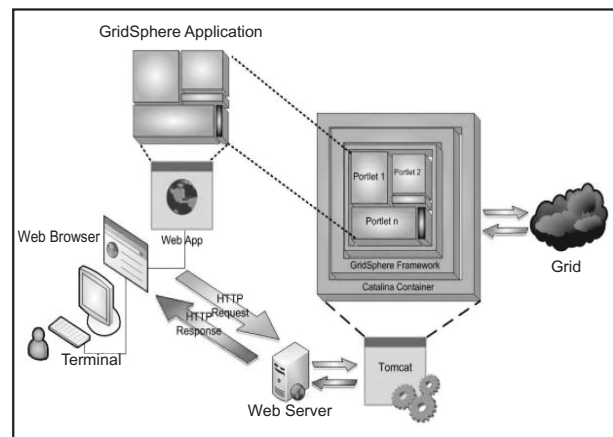 GridSphere Application
Portlet 1
Portlet 2
Portlet n
GridSphere Framework
Catalina Container
Grid
Web App
Web Browser
HTTP Request
HTTP Response
Terminal
Web Server
Tomcat